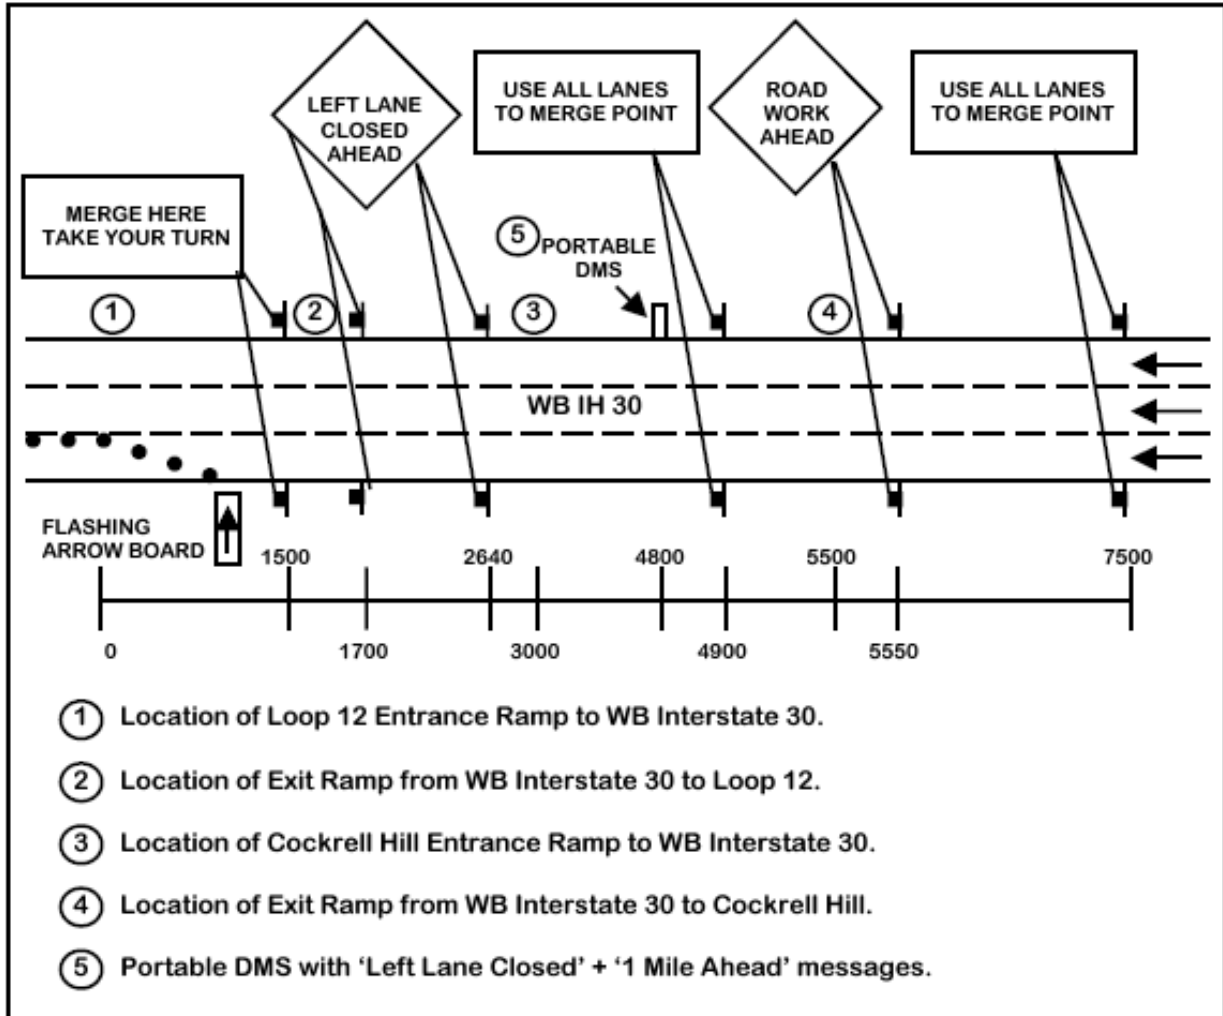 LEFT LANE
CLOSED
AHEAD
USE ALL LANES
TO MERGE POINT
ROAD
WORK
AHEAD
USE ALL LANES
TO MERGE POINT
MERGE HERE
TAKE YOUR TURN
5 PORTABLE
DMS
1
2
3
4
WB IH 30
FLASHING
ARROW BOARD
1500
2640
4800
5500
7500
0
1700
3000
4900
5550
1 Location of Loop 12 Entrance Ramp to WB Interstate 30.
2 Location of Exit Ramp from WB Interstate 30 to Loop 12.
3 Location of Cockrell Hill Entrance Ramp to WB Interstate 30.
4 Location of Exit Ramp from WB Interstate 30 to Cockrell Hill.
5 Portable DMS with ‘Left Lane Closed’ + ‘1 Mile Ahead’ messages.